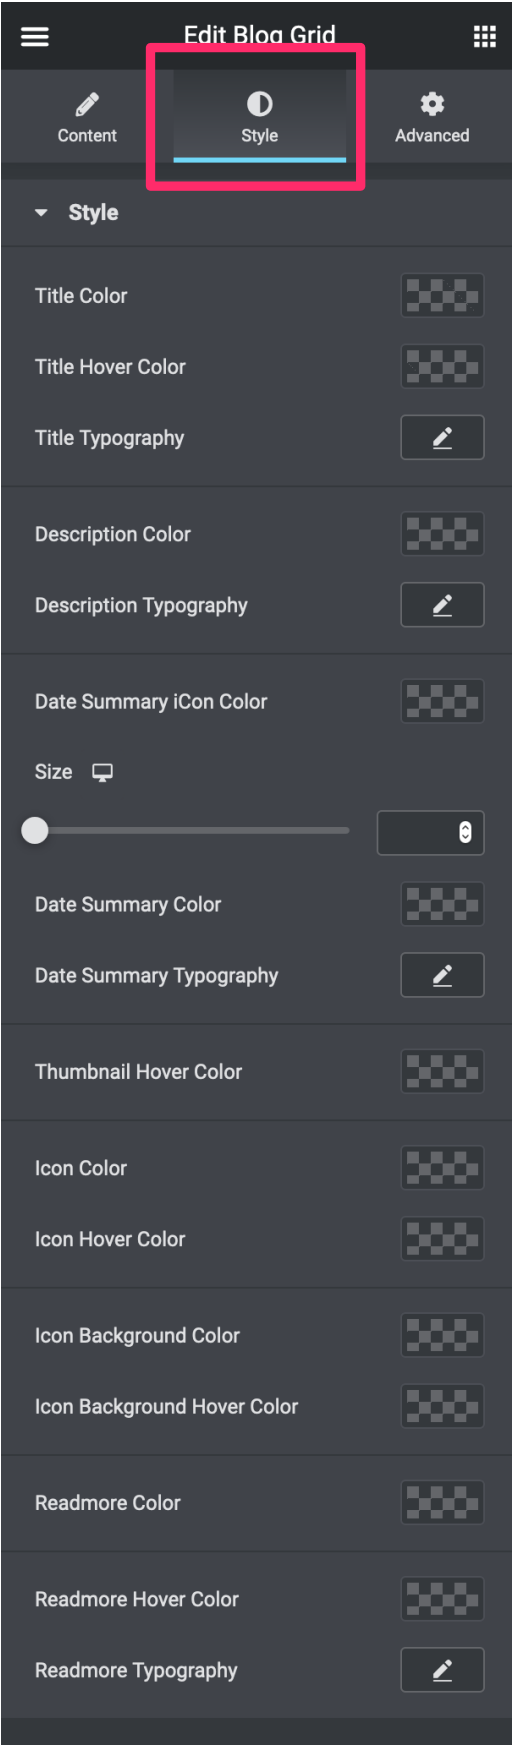 Edit Blog Grid
Content
Style
Advanced
Style
Title Color
Title Hover Color
Title Typography
Description Color
Description Typography
Date Summary iCon Color
Size
Date Summary Color
Date Summary Typography
Thumbnail Hover Color
Icon Color
Icon Hover Color
Icon Background Color
Icon Background Hover Color
Readmore Color
Readmore Hover Color
Readmore Typography